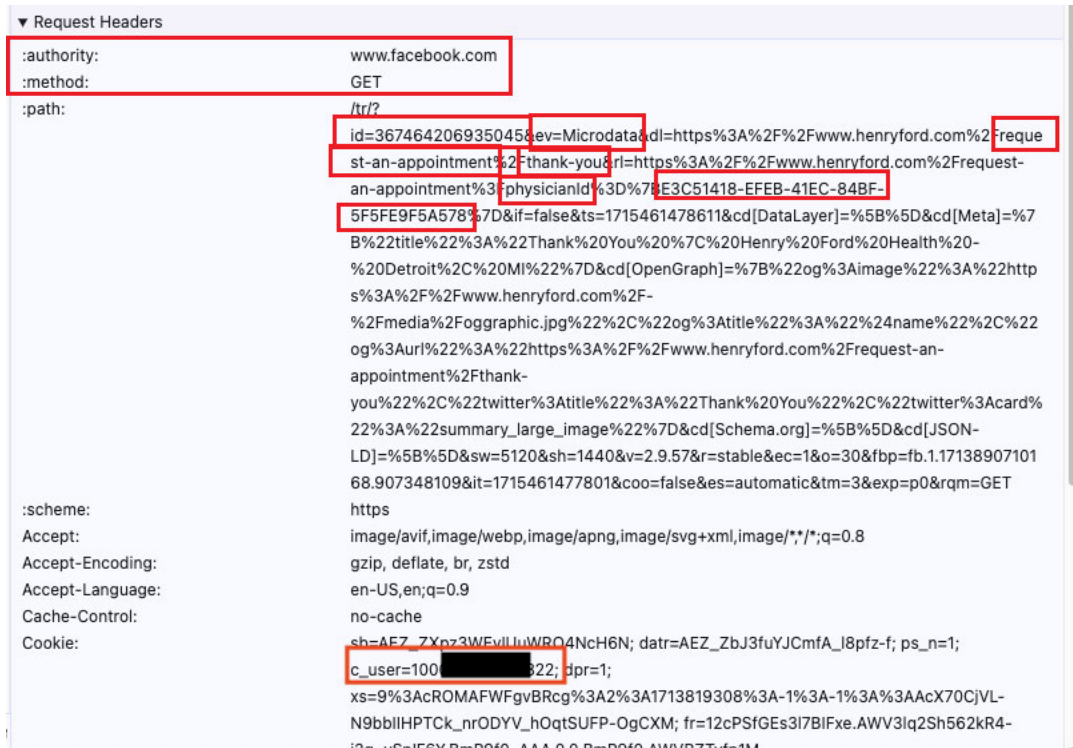 ▼ Request Headers
:authority: www.facebook.com
:method: GET
:path: /tr/?
id=367464206935045&ev=Microdata&dl=https%3A%2F%2Fwww.henryford.com%2Freque
st-an-appointment%2Fthank-you&rl=https%3A%2F%2Fwww.henryford.com%2Frequest-
an-appointment%3FphysicianId%3D%7BE3C51418-EFEB-41EC-84BF-
5F5FE9F5A578%7D&if=false&ts=1715461478611&cd[DataLayer]=%5B%5D&cd[Meta]=%7
B%22title%22%3A%22Thank%20You%20%7C%20Henry%20Ford%20Health%20-
%20Detroit%2C%20MI%22%7D&cd[OpenGraph]=%7B%22og%3Aimage%22%3A%22http
s%3A%2F%2Fwww.henryford.com%2F-
%2Fmedia%2Foggraphic.jpg%22%2C%22og%3Atitle%22%3A%22%24name%22%2C%22
og%3Aurl%22%3A%22https%3A%2F%2Fwww.henryford.com%2Frequest-an-
appointment%2Fthank-
you%22%2C%22twitter%3Atitle%22%3A%22Thank%20You%22%2C%22twitter%3Acard%
22%3A%22summary_large_image%22%7D&cd[Schema.org]=%5B%5D&cd[JSON-
LD]=%5B%5D&sw=5120&sh=1440&v=2.9.57&r=stable&ec=1&o=30&fbp=fb.1.17138907101
68.907348109&it=1715461477801&coo=false&es=automatic&tm=3&exp=p0&rqm=GET
:scheme: https
Accept: image/avif,image/webp,image/apng,image/svg+xml,image/*,*/*;q=0.8
Accept-Encoding: gzip, deflate, br, zstd
Accept-Language: en-US,en;q=0.9
Cache-Control: no-cache
Cookie: datr=AEZ_ZbJ3fuYJCmfA_l8pfz-f; ps_n=1;
c_user=100 322; dpr=1;
xs=9%3AcROMAFWFgvBRcg%3A2%3A1713819308%3A-1%3A-1%3A%3AAcX70CjVL-
N9bbIIHPTCk_nrODYV_hOqtSUFP-OgCXM; fr=12cPSfGEs3l7BIFxe.AWV3lq2Sh562kR4-